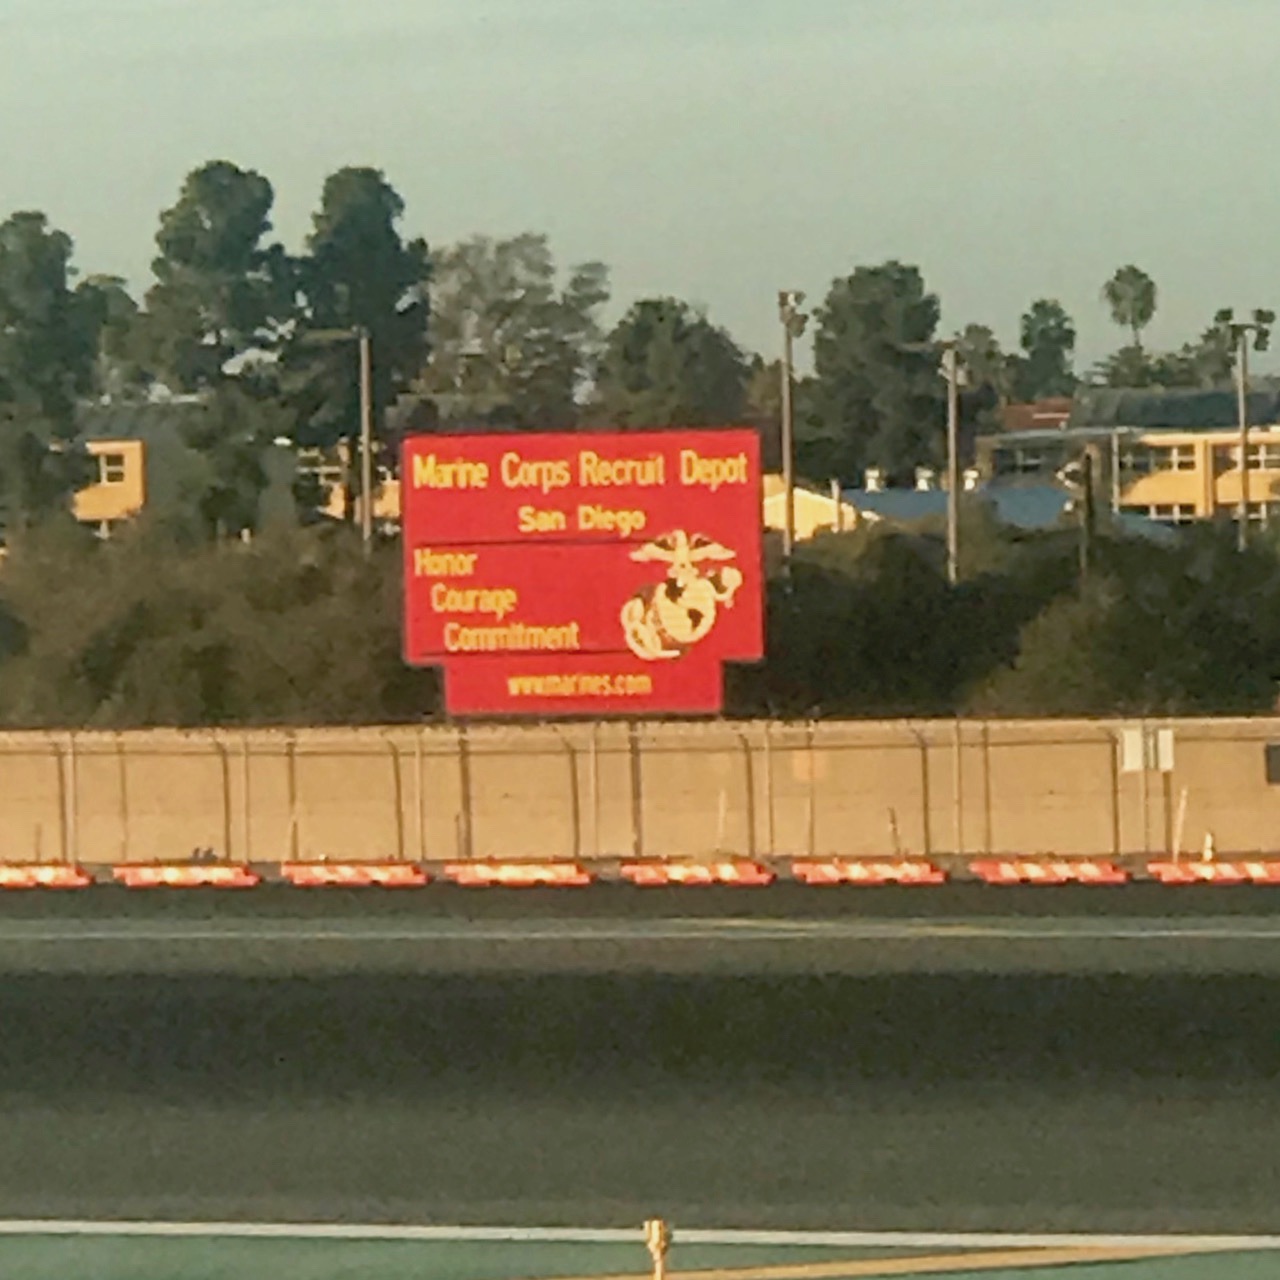 Marine Corps Recruit Depot
San Diego
Honor
Courage
Commitment
www.marines.com